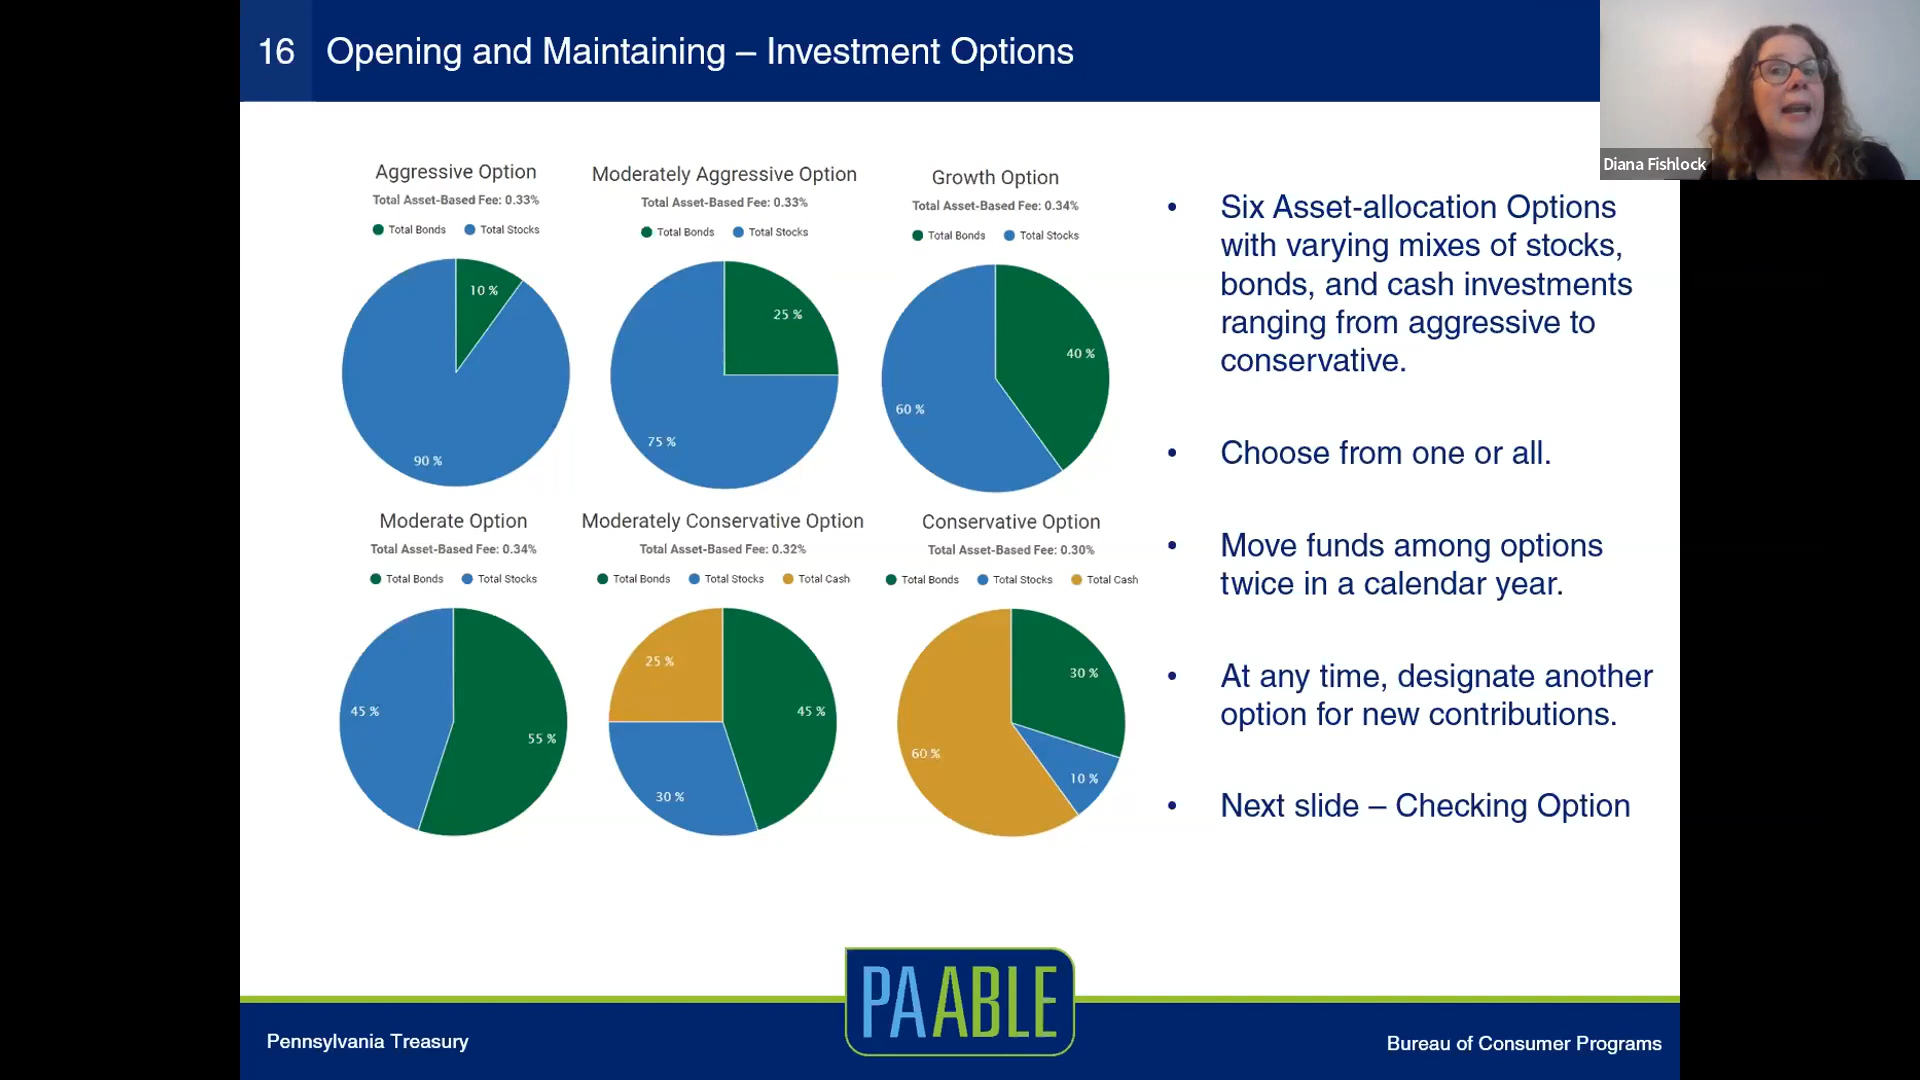 16 Opening and Maintaining – Investment Options
Diana Fishlock
Aggressive Option
Total Asset-Based Fee: 0.33%
Total Bonds Total Stocks
10 %
90 %
Moderately Aggressive Option
Total Asset-Based Fee: 0.33%
Total Bonds Total Stocks
25 %
75 %
Growth Option
Total Asset-Based Fee: 0.34%
Total Bonds Total Stocks
40 %
60 %
Moderate Option
Total Asset-Based Fee: 0.34%
Total Bonds Total Stocks
45 %
55 %
Moderately Conservative Option
Total Asset-Based Fee: 0.32%
Total Bonds Total Stocks Total Cash
25 %
45 %
30 %
Conservative Option
Total Asset-Based Fee: 0.30%
Total Bonds Total Stocks Total Cash
30 %
60 %
10 %
• Six Asset-allocation Options
with varying mixes of stocks,
bonds, and cash investments
ranging from aggressive to
conservative.
• Choose from one or all.
• Move funds among options
twice in a calendar year.
• At any time, designate another
option for new contributions.
• Next slide – Checking Option
PAABLE
Pennsylvania Treasury
Bureau of Consumer Programs